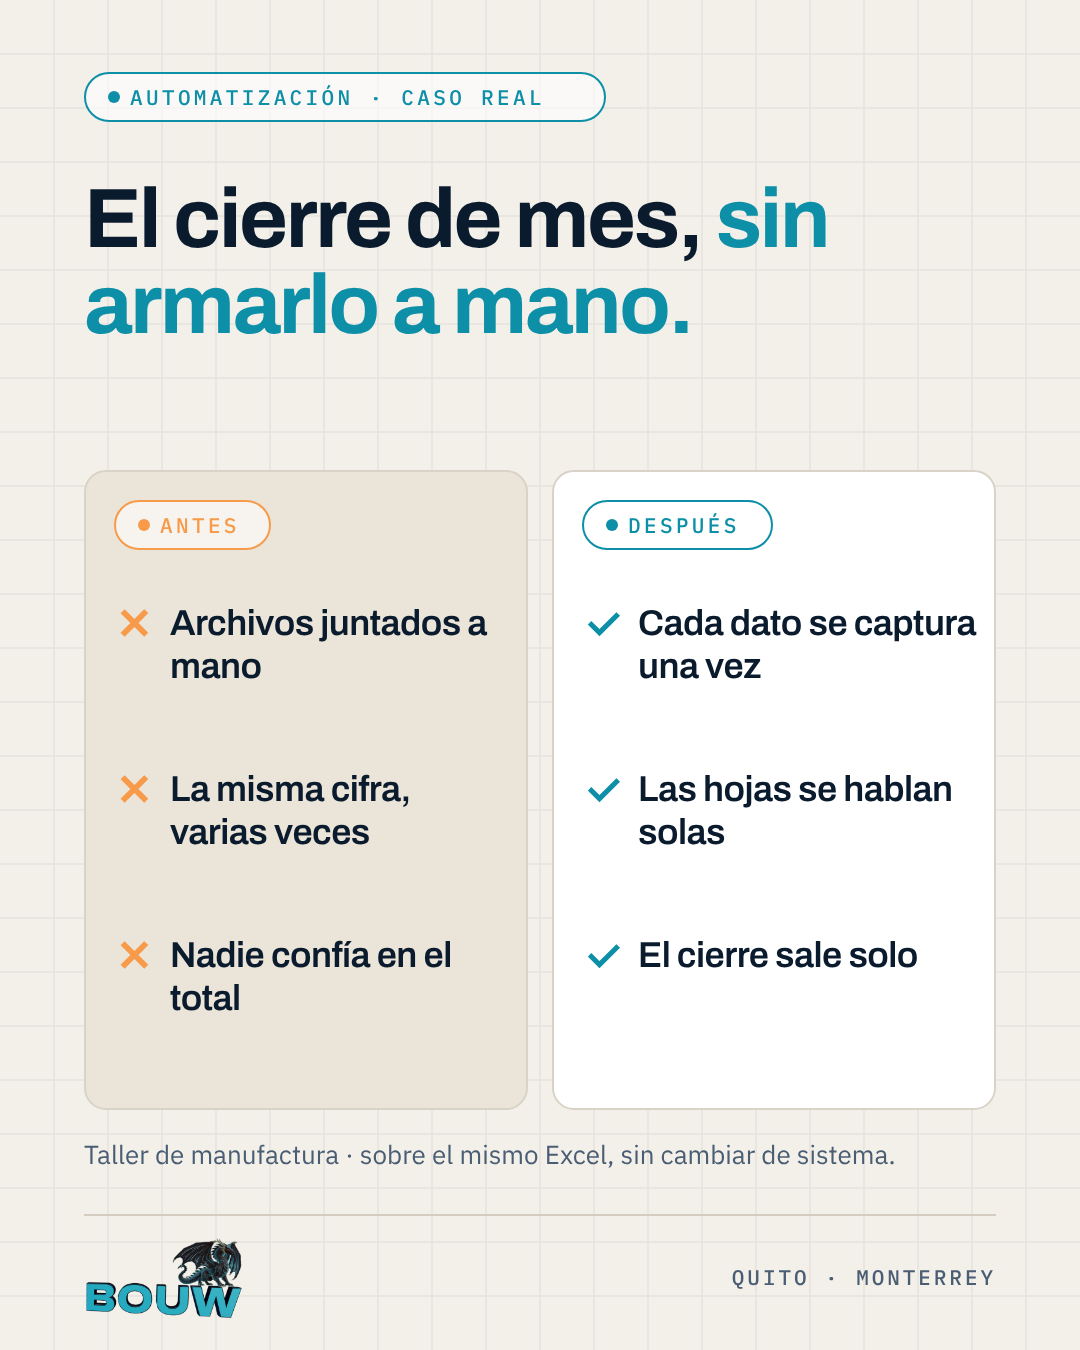 AUTOMATIZACIÓN · CASO REAL
El cierre de mes, sin
armarlo a mano.
ANTES
Archivos juntados a
mano
La misma cifra,
varias veces
Nadie confía en el
total
DESPUÉS
Cada dato se captura
una vez
Las hojas se hablan
solas
El cierre sale solo
Taller de manufactura · sobre el mismo Excel, sin cambiar de sistema.
BOUW
QUITO · MONTERREY